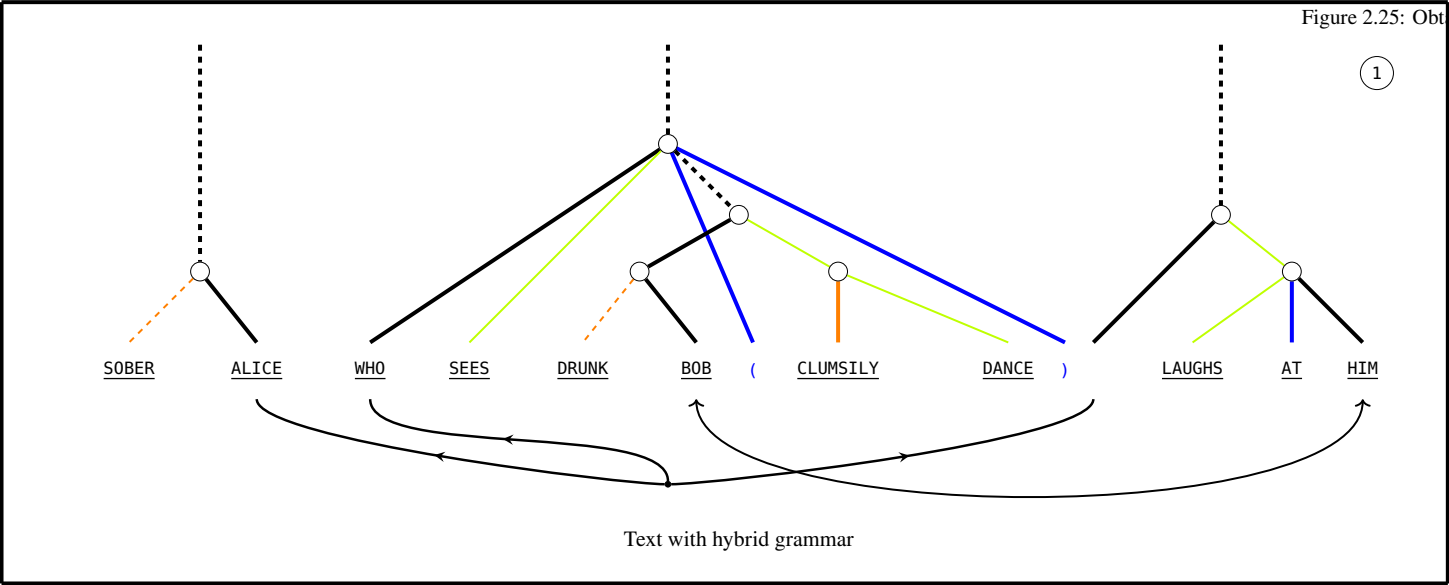 Figure 2.25: Obt
1
SOBER ALICE WHO SEES DRUNK BOB ( CLUMSILY DANCE ) LAUGHS AT HIM
Text with hybrid grammar